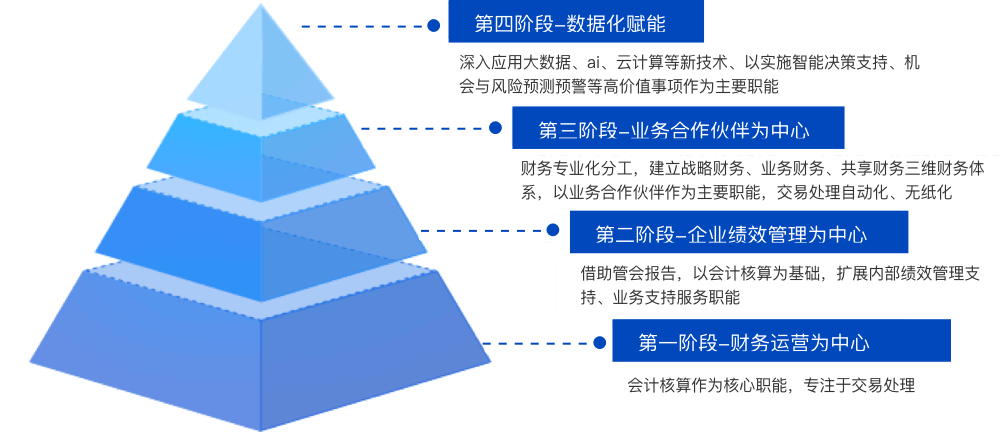 第四阶段–数据化赋能
深入应用大数据、ai、云计算等新技术、以实施智能决策支持、机
会与风险预测预警等高价值事项作为主要职能
第三阶段–业务合作伙伴为中心
财务专业化分工，建立战略财务、业务财务、共享财务三维财务体
系，以业务合作伙伴作为主要职能，交易处理自动化、无纸化
第二阶段–企业绩效管理为中心
借助管会报告，以会计核算为基础，扩展内部绩效管理支
持、业务支持服务职能
第一阶段–财务运营为中心
会计核算作为核心职能，专注于交易处理